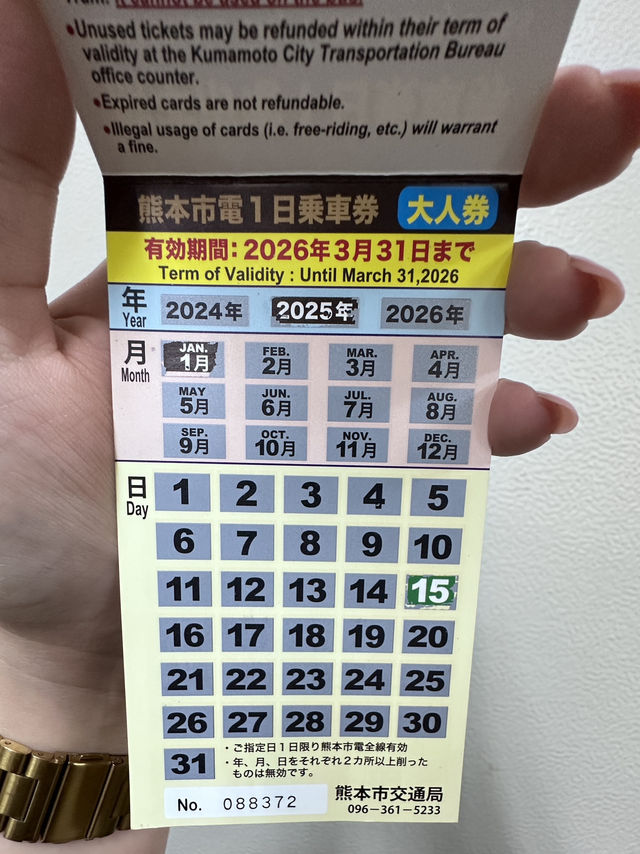 Tram. It cannot be used on the bus.
•Unused tickets may be refunded within their term of
validity at the Kumamoto City Transportation Bureau
office counter.
•Expired cards are not refundable.
•Illegal usage of cards (i.e. free-riding, etc.) will warrant
a fine.
熊本市電1日乗車券 大人券
有効期間：2026年3月31日まで
Term of Validity : Until March 31,2026
年 2024年 2025年 2026年
Year
月 JAN. FEB. MAR. APR.
Month 1月 2月 3月 4月
MAY JUN. JUL. AUG.
5月 6月 7月 8月
SEP. OCT. NOV. DEC.
9月 10月 11月 12月
日 1 2 3 4 5
Day
6 7 8 9 10
11 12 13 14 15
16 17 18 19 20
21 22 23 24 25
26 27 28 29 30
31 ・ご指定日1日限り熊本市電全線有効
・年、月、日をそれぞれ2カ所以上削った
ものは無効です。
No. 088372 熊本市交通局
096-361-5233